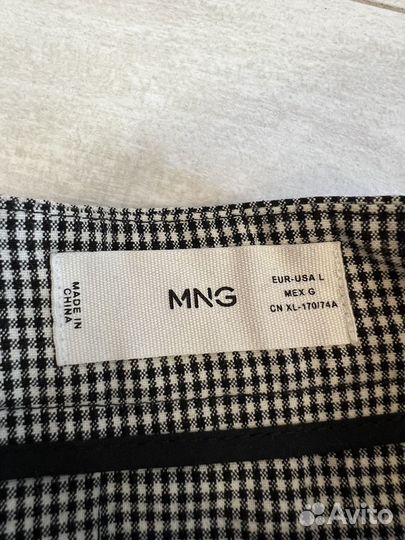 MADE IN
CHINA
MNG
EUR-USA L
MEX G
CN XL-170/74A
Avito